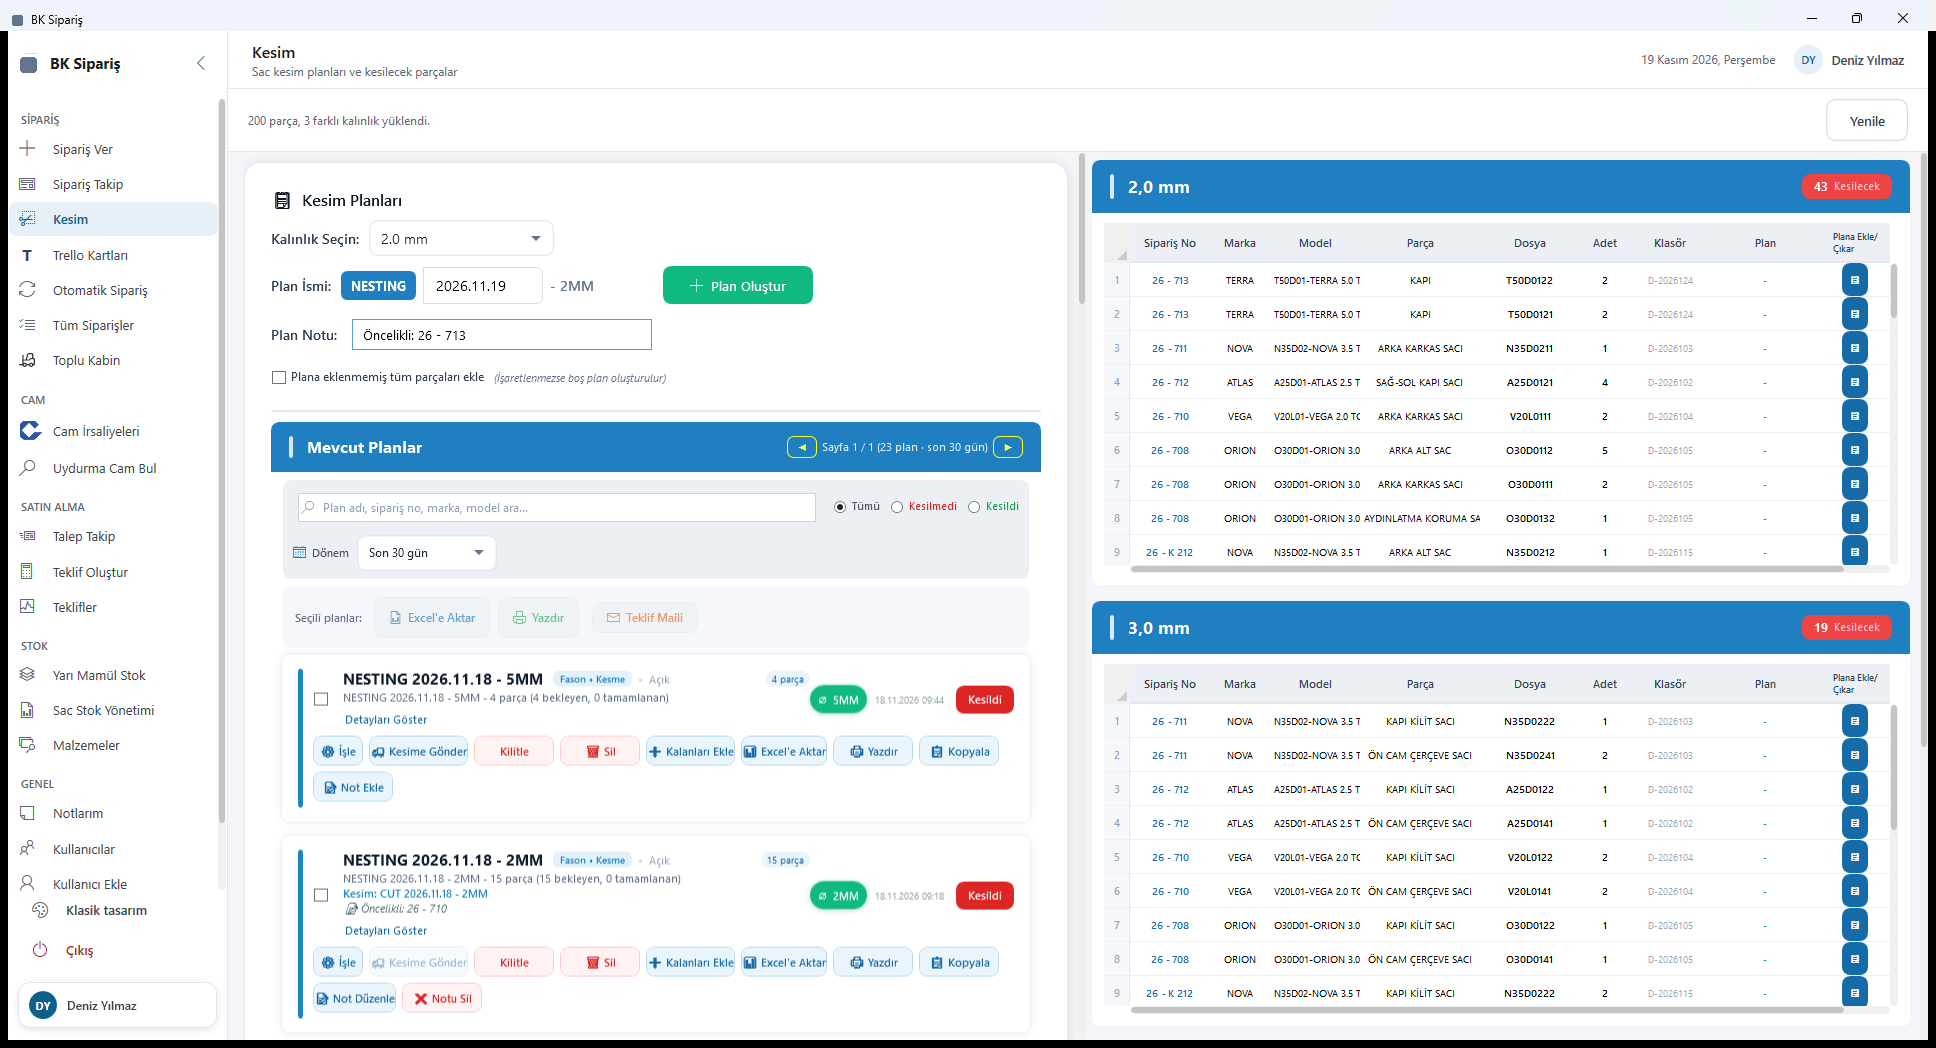 BK Sipariş
BK Sipariş
SİPARİŞ
Sipariş Ver
Sipariş Takip
Kesim
Trello Kartları
Otomatik Sipariş
Tüm Siparişler
Toplu Kabin
CAM
Cam İrsaliyeleri
Uydurma Cam Bul
SATIN ALMA
Talep Takip
Teklif Oluştur
Teklifler
STOK
Yarı Mamül Stok
Sac Stok Yönetimi
Malzemeler
GENEL
Notlarım
Kullanıcılar
Kullanıcı Ekle
Klasik tasarım
Çıkış
DY Deniz Yılmaz
Kesim
Sac kesim planları ve kesilecek parçalar
19 Kasım 2026, Perşembe DY Deniz Yılmaz
200 parça, 3 farklı kalınlık yüklendi.
Yenile
Kesim Planları
Kalınlık Seçin: 2.0 mm
Plan İsmi: NESTING 2026.11.19 - 2MM Plan Oluştur
Plan Notu: Öncelikli: 26 - 713
Plana eklenmemiş tüm parçaları ekle (İşaretlenmezse boş plan oluşturulur)
Mevcut Planlar ◄ Sayfa 1 / 1 (23 plan · son 30 gün) ►
Plan adı, sipariş no, marka, model ara... Tümü Kesilmedi Kesildi
Dönem Son 30 gün
Seçili planlar: Excel'e Aktar Yazdır Teklif Maili
NESTING 2026.11.18 - 5MM Fason • Kesme • Açık 4 parça
NESTING 2026.11.18 - 5MM - 4 parça (4 bekleyen, 0 tamamlanan)
5MM 18.11.2026 09:44 Kesildi
Detayları Göster
İşle Kesime Gönder Kilitle Sil Kalanları Ekle Excel'e Aktar Yazdır Kopyala
Not Ekle
NESTING 2026.11.18 - 2MM Fason • Kesme • Açık 15 parça
NESTING 2026.11.18 - 2MM - 15 parça (15 bekleyen, 0 tamamlanan)
Kesim: CUT 2026.11.18 - 2MM
2MM 18.11.2026 09:18 Kesildi
Öncelikli: 26 - 710
Detayları Göster
İşle Kesime Gönder Kilitle Sil Kalanları Ekle Excel'e Aktar Yazdır Kopyala
Not Düzenle Notu Sil
2,0 mm 43 Kesilecek
Sipariş No Marka Model Parça Dosya Adet Klasör Plan Plana Ekle/
Çıkar
1 26 - 713 TERRA T50D01-TERRA 5.0 T KAPI T50D0122 2 D-2026124 -
2 26 - 713 TERRA T50D01-TERRA 5.0 T KAPI T50D0121 2 D-2026124 -
3 26 - 711 NOVA N35D02-NOVA 3.5 T ARKA KARKAS SACI N35D0211 1 D-2026103 -
4 26 - 712 ATLAS A25D01-ATLAS 2.5 T SAĞ-SOL KAPI SACI A25D0121 4 D-2026102 -
5 26 - 710 VEGA V20L01-VEGA 2.0 TC ARKA KARKAS SACI V20L0111 2 D-2026104 -
6 26 - 708 ORION O30D01-ORION 3.0 ARKA ALT SAC O30D0112 5 D-2026105 -
7 26 - 708 ORION O30D01-ORION 3.0 ARKA KARKAS SACI O30D0111 2 D-2026105 -
8 26 - 708 ORION O30D01-ORION 3.0 AYDINLATMA KORUMA SA O30D0132 1 D-2026105 -
9 26 - K 212 NOVA N35D02-NOVA 3.5 T ARKA ALT SAC N35D0212 1 D-2026115 -
3,0 mm 19 Kesilecek
Sipariş No Marka Model Parça Dosya Adet Klasör Plan Plana Ekle/
Çıkar
1 26 - 711 NOVA N35D02-NOVA 3.5 T KAPI KİLİT SACI N35D0222 1 D-2026103 -
2 26 - 711 NOVA N35D02-NOVA 3.5 T ÖN CAM ÇERÇEVE SACI N35D0241 2 D-2026103 -
3 26 - 712 ATLAS A25D01-ATLAS 2.5 T KAPI KİLİT SACI A25D0122 1 D-2026102 -
4 26 - 712 ATLAS A25D01-ATLAS 2.5 T ÖN CAM ÇERÇEVE SACI A25D0141 1 D-2026102 -
5 26 - 710 VEGA V20L01-VEGA 2.0 TC KAPI KİLİT SACI V20L0122 2 D-2026104 -
6 26 - 710 VEGA V20L01-VEGA 2.0 TC ÖN CAM ÇERÇEVE SACI V20L0141 2 D-2026104 -
7 26 - 708 ORION O30D01-ORION 3.0 KAPI KİLİT SACI O30D0122 1 D-2026105 -
8 26 - 708 ORION O30D01-ORION 3.0 ÖN CAM ÇERÇEVE SACI O30D0141 1 D-2026105 -
9 26 - K 212 NOVA N35D02-NOVA 3.5 T KAPI KİLİT SACI N35D0222 2 D-2026115 -